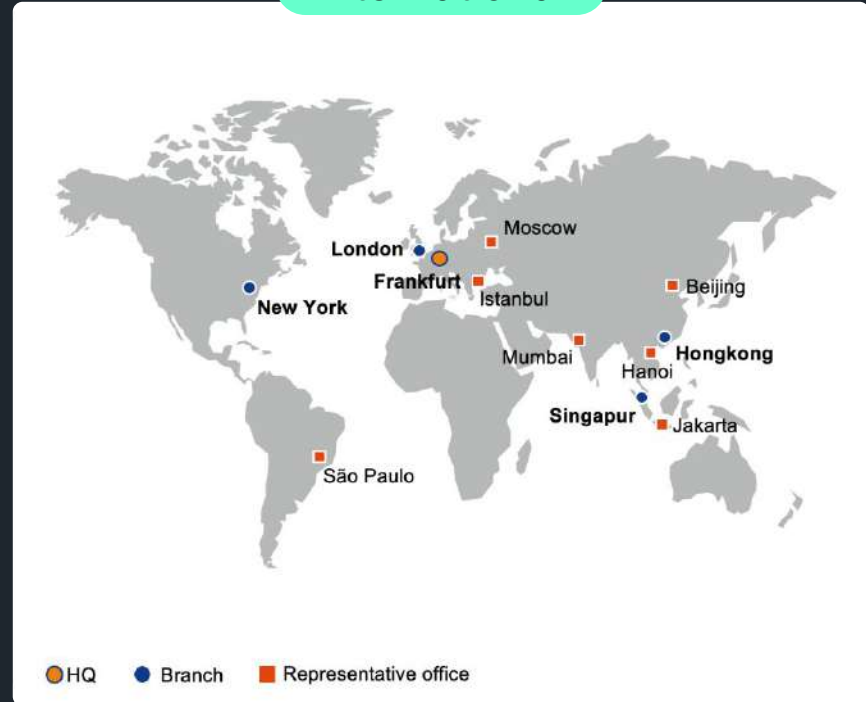 Moscow
London
Frankfurt
Istanbul
Beijing
New York
Mumbai
Hongkong
Hanoi
Singapur
Jakarta
São Paulo
HQ
Branch
Representative office